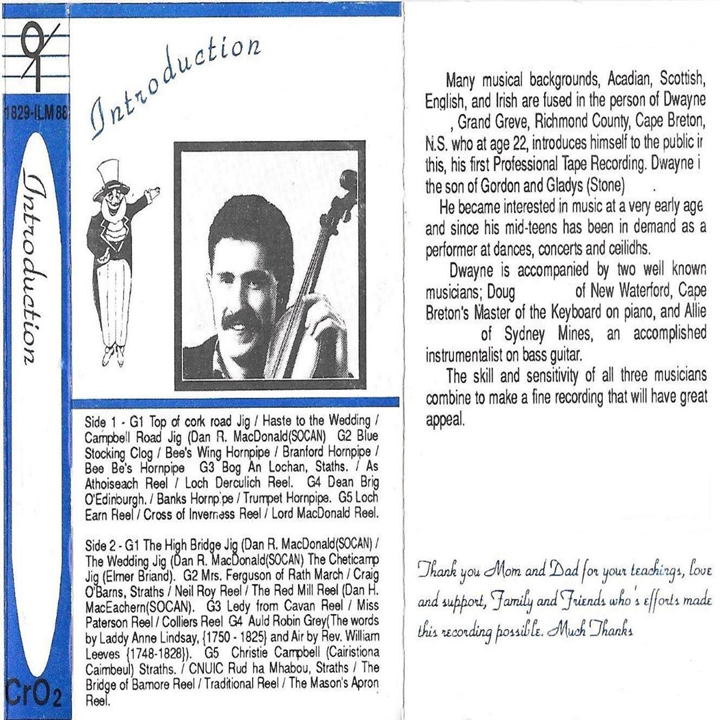 1829-ILM88
Introduction
CrO2
Introduction
Side 1 - G1 Top of cork road Jig / Haste to the Wedding /
Campbell Road Jig (Dan R. MacDonald(SOCAN) G2 Blue
Stocking Clog / Bee's Wing Hornpipe / Branford Hornpipe /
Bee Be's Hornpipe G3 Bog An Lochan, Staths. / As
Athoiseach Reel / Loch Derculich Reel. G4 Dean Brig
O'Edinburgh. / Banks Hornpipe / Trumpet Hornpipe. G5 Loch
Earn Reel / Cross of Inverness Reel / Lord MacDonald Reel.
Side 2 - G1 The High Bridge Jig (Dan R. MacDonald(SOCAN) /
The Wedding Jig (Dan R. MacDonald(SOCAN) The Cheticamp
Jig (Elmer Briand). G2 Mrs. Ferguson of Rath March / Craig
O'Barns, Straths / Neil Roy Reel / The Red Mill Reel (Dan H.
MacEachern(SOCAN). G3 Ledy from Cavan Reel / Miss
Paterson Reel / Colliers Reel G4 Auld Robin Grey(The words
by Laddy Anne Lindsay, {1750 - 1825} and Air by Rev. William
Leeves {1748-1828}). G5 Christie Campbell (Cairistiona
Caimbeul) Straths. / CNUIC Rud ha Mhabou, Straths / The
Bridge of Bamore Reel / Traditional Reel / The Mason's Apron
Reel.
Many musical backgrounds, Acadian, Scottish,
English, and Irish are fused in the person of Dwayne
, Grand Greve, Richmond County, Cape Breton,
N.S. who at age 22, introduces himself to the public ir
this, his first Professional Tape Recording. Dwayne i
the son of Gordon and Gladys (Stone) .
He became interested in music at a very early age
and since his mid-teens has been in demand as a
performer at dances, concerts and ceilidhs.
Dwayne is accompanied by two well known
musicians; Doug of New Waterford, Cape
Breton's Master of the Keyboard on piano, and Allie
of Sydney Mines, an accomplished
instrumentalist on bass guitar.
The skill and sensitivity of all three musicians
combine to make a fine recording that will have great
appeal.
Thank you Mom and Dad for your teachings, love
and support, Family and Friends who's efforts made
this recording possible. Much Thanks